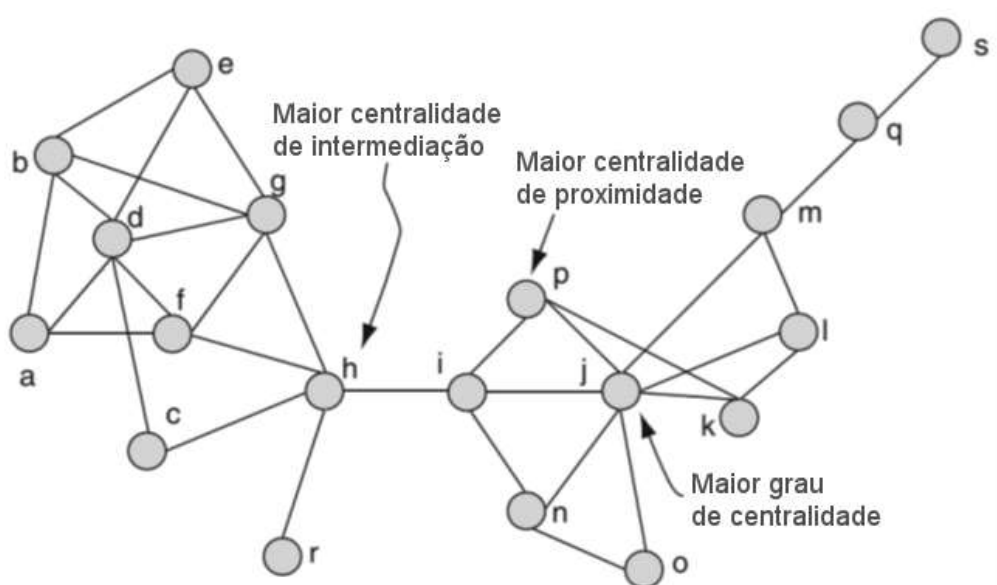 s
e
Maior centralidade
de intermediação
q
b
Maior centralidade
de proximidade
g
m
d
p
f
l
h
i
j
a
c
k
Maior grau
de centralidade
n
r
o